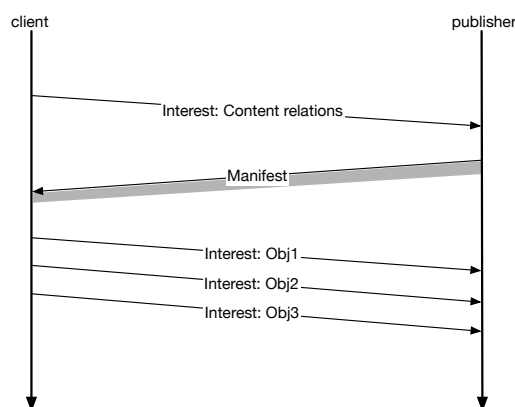 client
publisher
Interest: Content relations
Manifest
Interest: Obj1
Interest: Obj2
Interest: Obj3